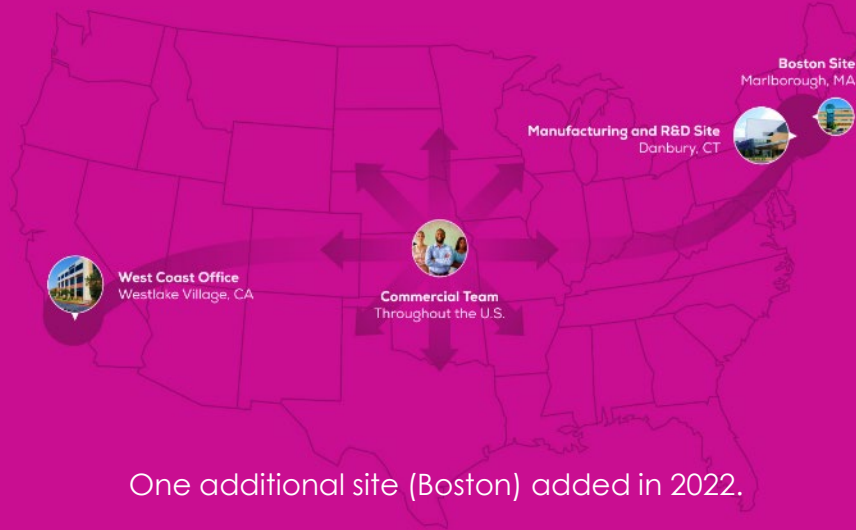 Boston Site
Marlborough, MA
Manufacturing and R&D Site
Danbury, CT
West Coast Office
Westlake Village, CA
Commercial Team
Throughout the U.S.
One additional site (Boston) added in 2022.